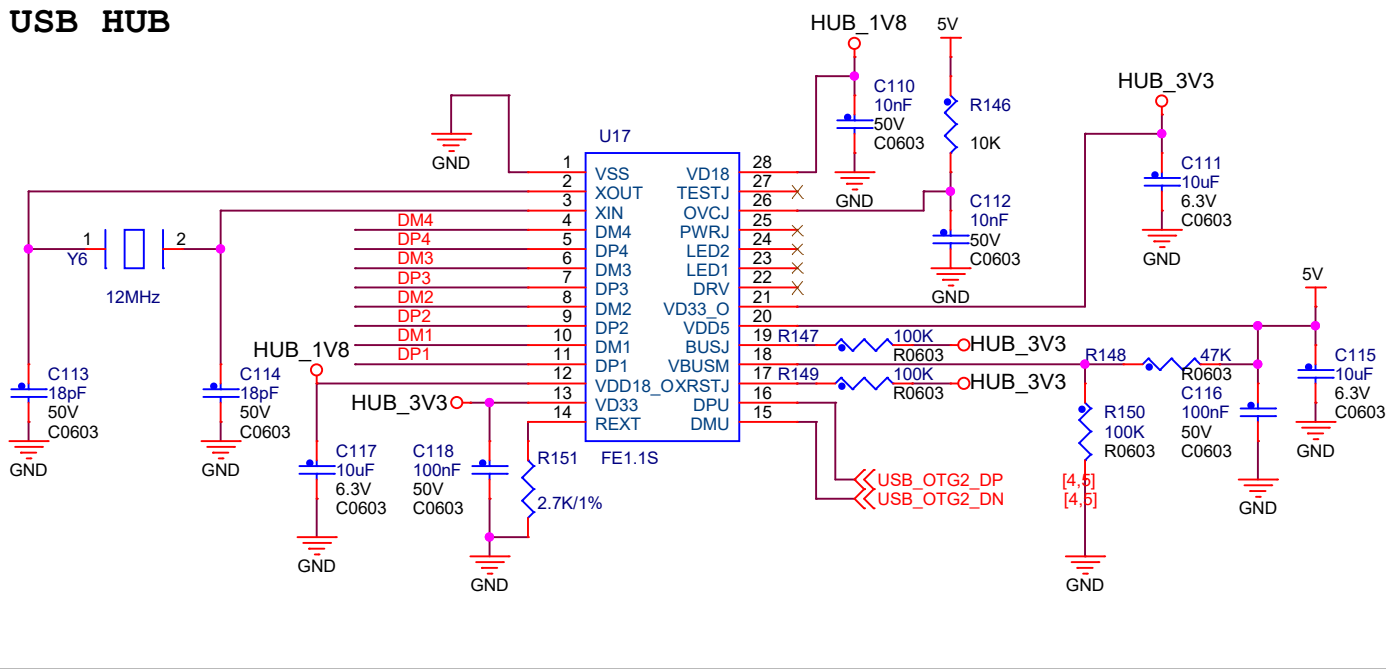 USB HUB
HUB_1V8
5V
HUB_3V3
C110
10nF
50V
C0603
GND
R146
10K
C111
10uF
6.3V
C0603
GND
GND
C112
10nF
50V
C0603
GND
U17
1 VSS
2 XOUT
3 XIN
4 DM4
5 DP4
6 DM3
7 DP3
8 DM2
9 DP2
10 DM1
11 DP1
12 VDD18_O
13 VD33
14 REXT
VD18 28
TESTJ 27
OVCJ 26
PWRJ 25
LED2 24
LED1 23
DRV 22
VD33_O 21
VDD5 20
BUSJ 19
VBUSM 18
XRSTJ 17
DPU 16
DMU 15
FE1.1S
DM4
DP4
DM3
DP3
DM2
DP2
DM1
DP1
1 2
Y6
12MHz
C113
18pF
50V
C0603
GND
C114
18pF
50V
C0603
GND
HUB_1V8
HUB_3V3
C117
10uF
6.3V
C0603
GND
C118
100nF
50V
C0603
GND
R151
2.7K/1%
R147 100K
R0603
HUB_3V3
R149 100K
R0603
HUB_3V3
R148 47K
R0603
5V
C115
10uF
6.3V
C0603
GND
C116
100nF
50V
C0603
GND
R150
100K
R0603
GND
USB_OTG2_DP [4,5]
USB_OTG2_DN [4,5]